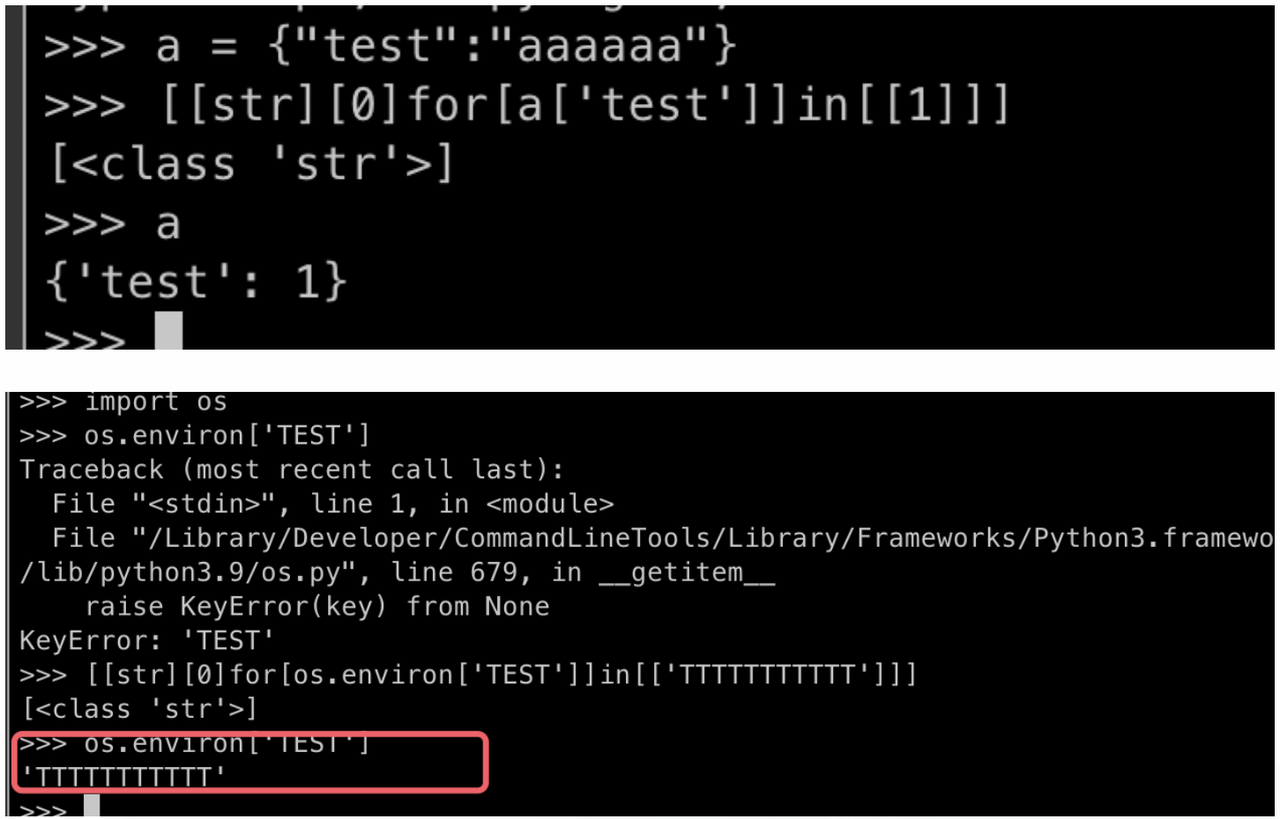 >>> a = {"test":"aaaaaa"}
>>> [[str][0]for[a['test']]in[[1]]]
[<class 'str'>]
>>> a
{'test': 1}
>>>
>>> import os
>>> os.environ['TEST']
Traceback (most recent call last):
  File "<stdin>", line 1, in <module>
  File "/Library/Developer/CommandLineTools/Library/Frameworks/Python3.framewo
/lib/python3.9/os.py", line 679, in __getitem__
    raise KeyError(key) from None
KeyError: 'TEST'
>>> [[str][0]for[os.environ['TEST']]in[['TTTTTTTTTTT']]]
[<class 'str'>]
>>> os.environ['TEST']
'TTTTTTTTTTT'
>>>